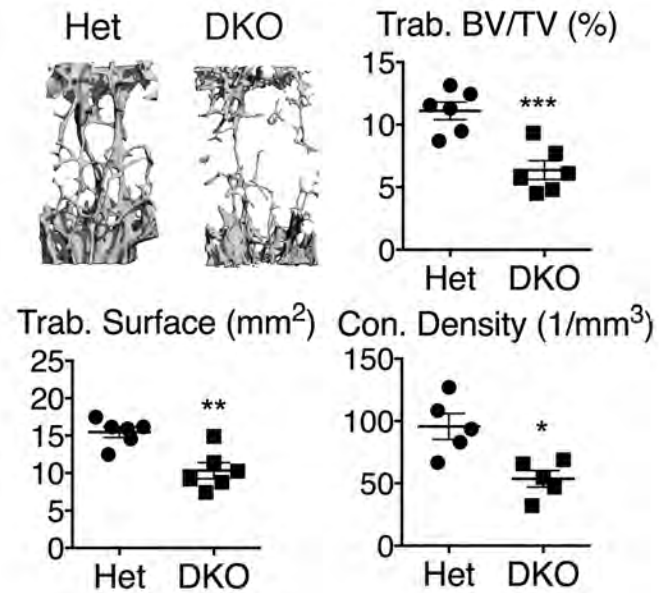 Het DKO
Trab. BV/TV (%)
15
10
5
0
***
Het DKO
Trab. Surface (mm²)
25
20
15
10
5
0
**
Het DKO
Con. Density (1/mm³)
150
100
50
0
*
Het DKO